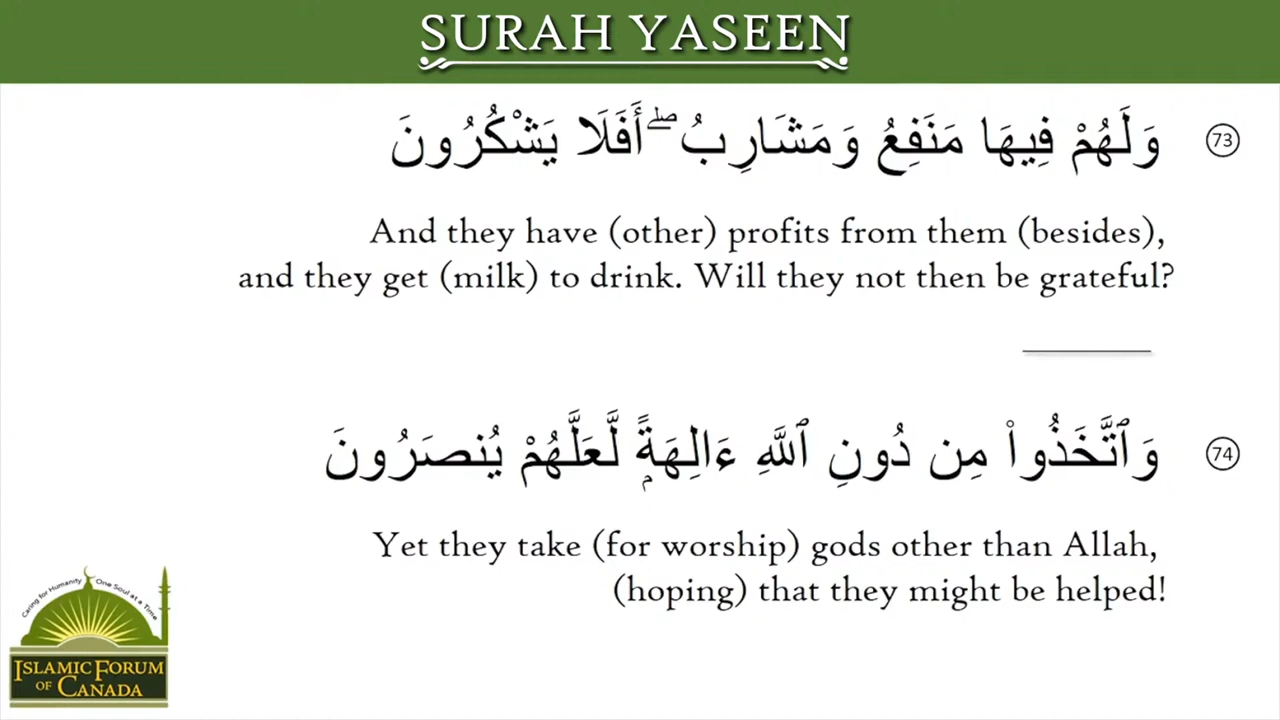 SURAH YASEEN
وَلَهُمْ فِيهَا مَنَفِعُ وَمَشَارِبُ ۖ أَفَلَا يَشْكُرُونَ 73
And they have (other) profits from them (besides),
and they get (milk) to drink. Will they not then be grateful?
وَٱتَّخَذُوا۟ مِن دُونِ ٱللَّهِ ءَالِهَةًۭ لَّعَلَّهُمْ يُنصَرُونَ 74
Yet they take (for worship) gods other than Allah,
(hoping) that they might be helped!
Caring for Humanity One Soul at a Time
ISLAMIC FORUM
OF CANADA